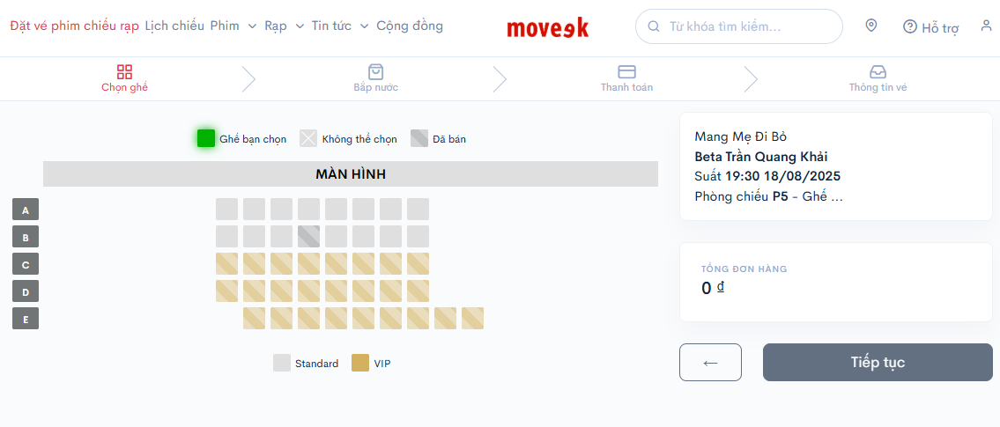 Đặt vé phim chiếu rạp Lịch chiếu Phim Rạp Tin tức Cộng đồng moveek Từ khóa tìm kiếm... Hỗ trợ
Chọn ghế Bắp nước Thanh toán Thông tin vé
Ghế bạn chọn Không thể chọn Đã bán
MÀN HÌNH
A
B
C
D
E
Standard VIP
Mang Mẹ Đi Bỏ
Beta Trần Quang Khải
Suất 19:30 18/08/2025
Phòng chiếu P5 - Ghế ...
TỔNG ĐƠN HÀNG
0 ₫
← Tiếp tục